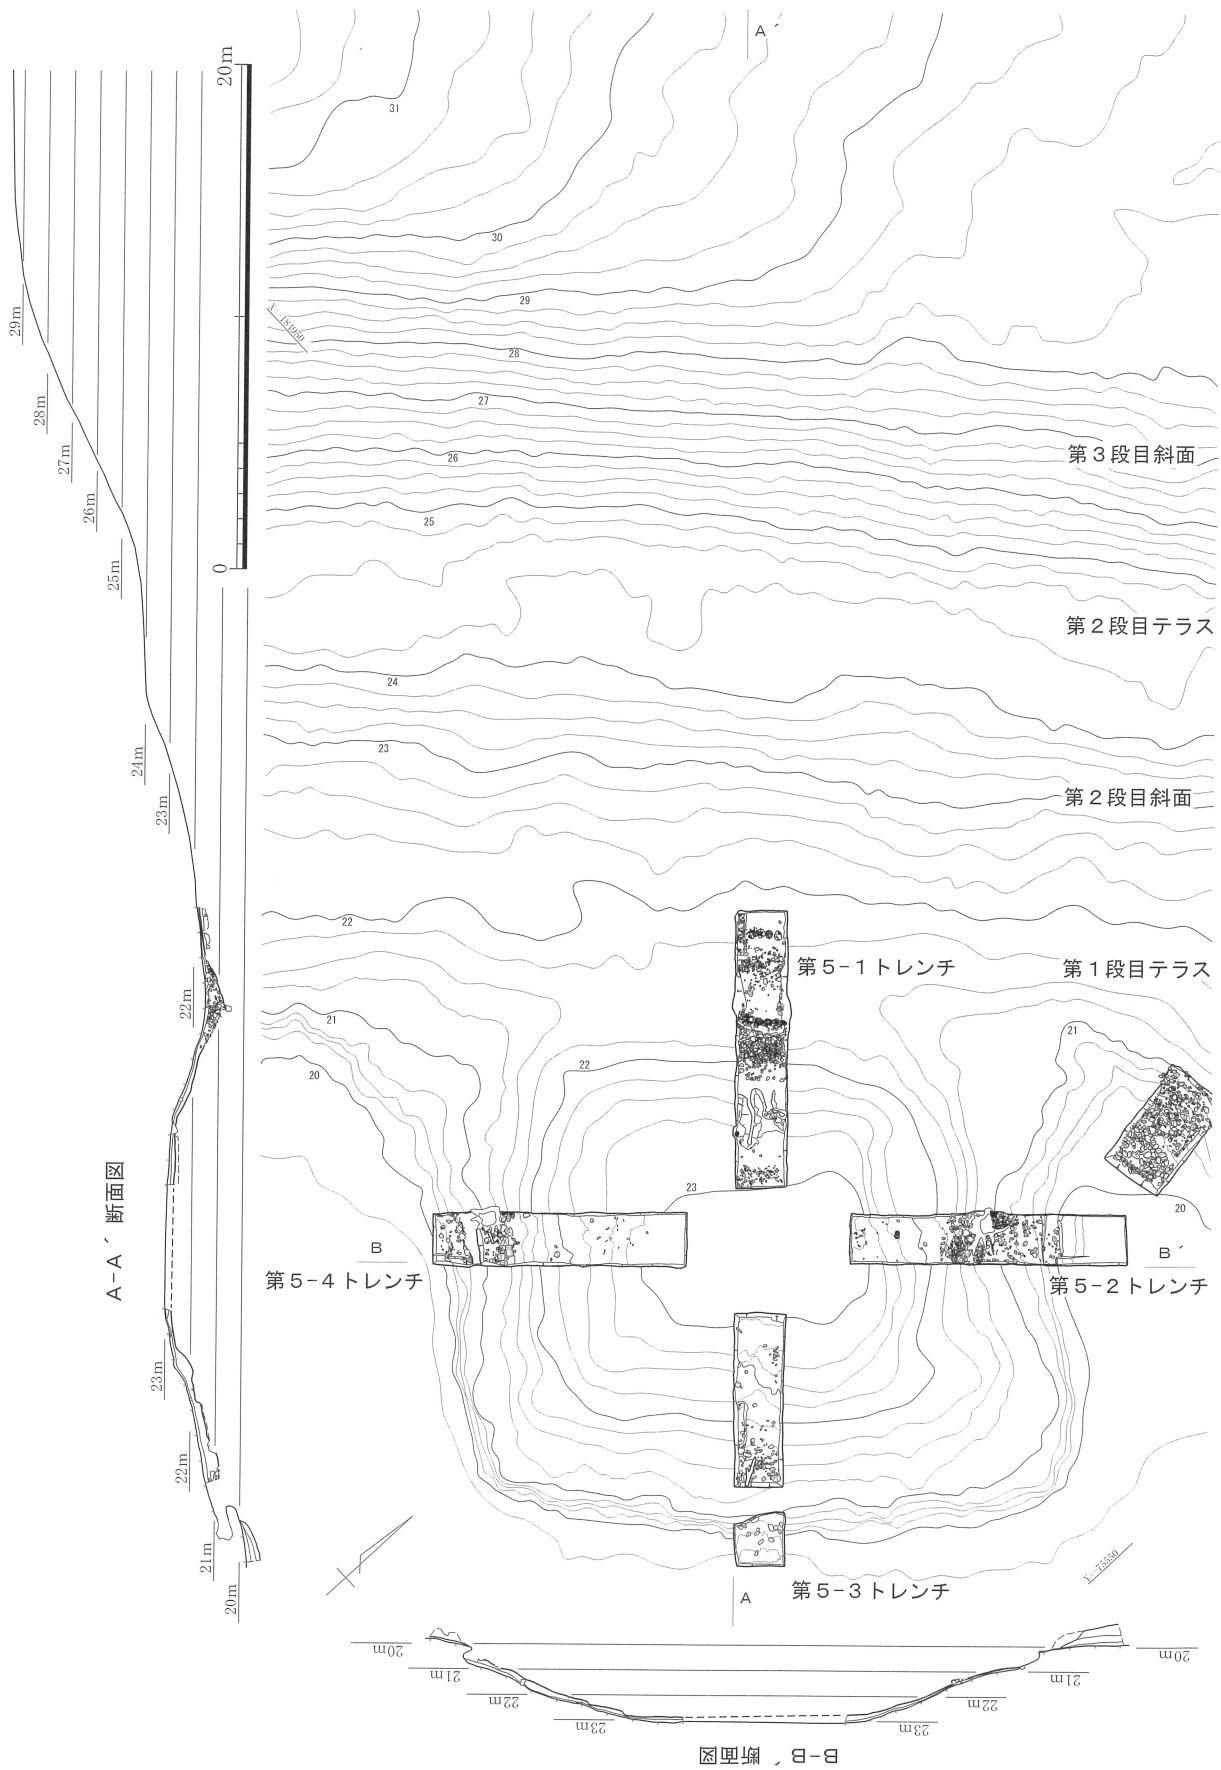 A´
20m
31
30
29
X=-184950
28
27
第３段目斜面
26
25
0
第２段目テラス
24
23
第２段目斜面
22
第５-１トレンチ
第１段目テラス
21
21
20
22
23
20
B
B´
第５-４トレンチ
第５-２トレンチ
第５-３トレンチ
A
Y=-75550
29m
28m
27m
26m
25m
24m
23m
22m
23m
22m
21m
20m
A-A´断面図
20m
21m
22m
23m
23m
22m
21m
20m
B-B´断面図